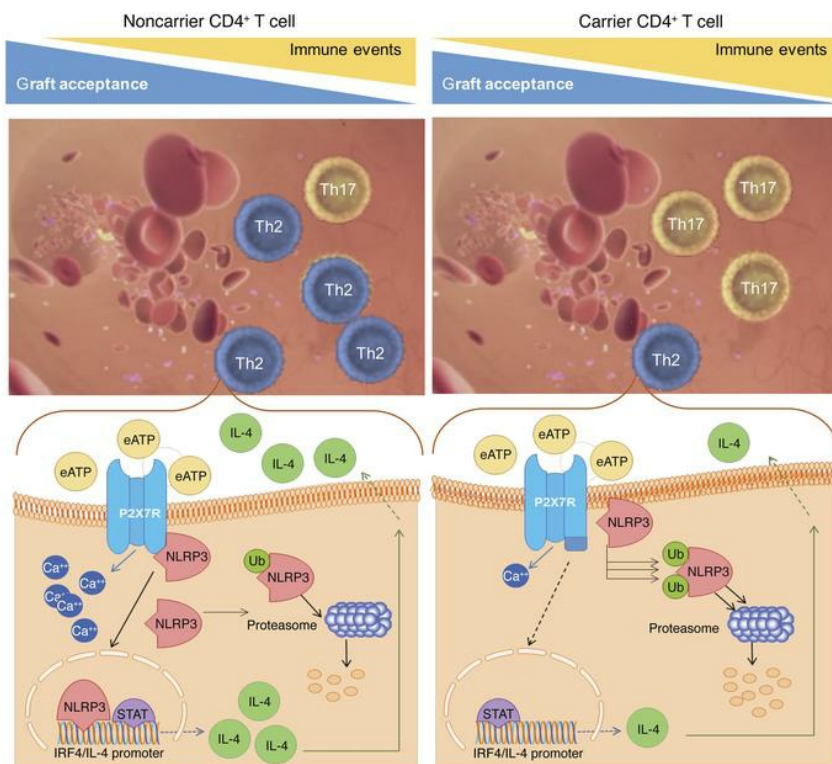 Noncarrier CD4⁺ T cell
Immune events
Graft acceptance
Th17
Th2
Th2
Th2
Th2
eATP
eATP
eATP
IL-4
IL-4
IL-4
P2X7R
NLRP3
Ca⁺⁺
Ca⁺⁺
Ca⁺⁺
Ca⁺⁺
Ca⁺⁺
Ub
NLRP3
NLRP3
Proteasome
NLRP3
STAT
IL-4
IL-4
IL-4
IRF4/IL-4 promoter
Carrier CD4⁺ T cell
Immune events
Graft acceptance
Th17
Th17
Th17
Th2
eATP
eATP
eATP
IL-4
P2X7R
NLRP3
Ca⁺⁺
Ub
NLRP3
Ub
Proteasome
STAT
IL-4
IRF4/IL-4 promoter